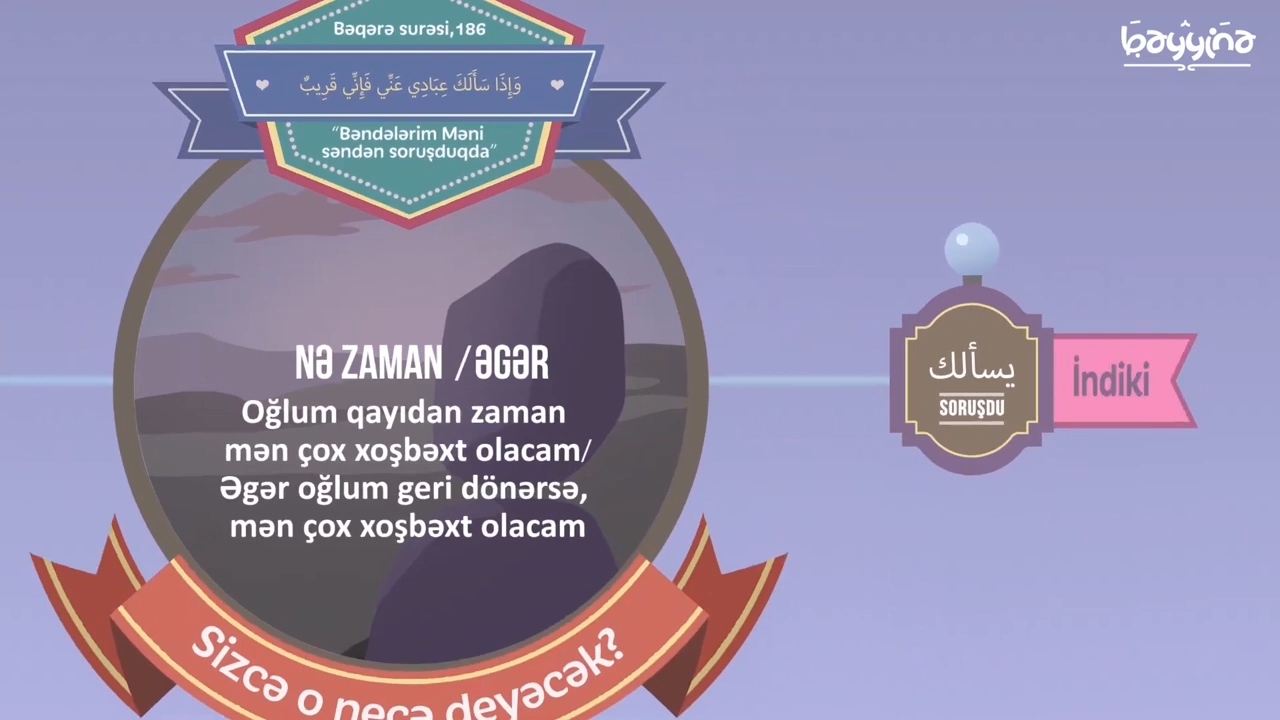 Bəqərə surəsi,186
وَإِذَا سَأَلَكَ عِبَادِي عَنِّي فَإِنِّي قَرِيبٌ
“Bəndələrim Məni
səndən soruşduqda”
bayyina
NƏ ZAMAN /ƏGƏR
Oğlum qayıdan zaman
mən çox xoşbəxt olacam/
Əgər oğlum geri dönərsə,
mən çox xoşbəxt olacam
يسألك
SORUŞDU
İndiki
Sizcə o necə deyəcək?